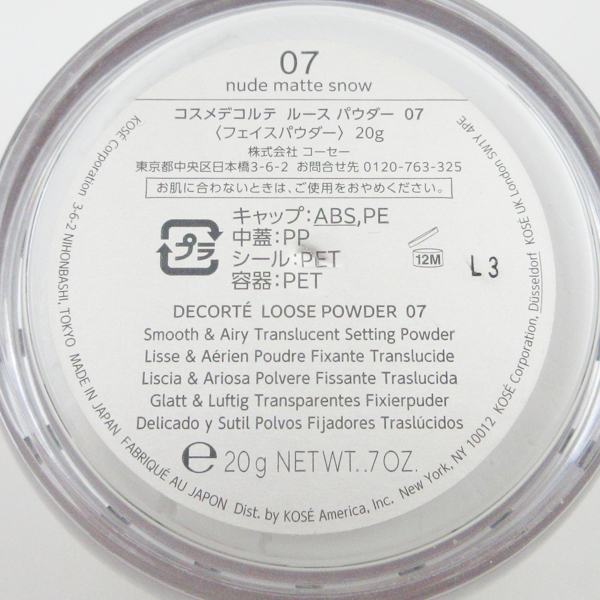 07
nude matte snow
コスメデコルテ ルース パウダー 07
〈フェイスパウダー〉 20g
株式会社 コーセー
東京都中央区日本橋3-6-2 お問合せ先 0120-763-325
お肌に合わないときは、ご使用をおやめください。
プラ
キャップ:ABS,PE
中蓋:PP
シール:PET
容器:PET
12M
L3
DECORTÉ LOOSE POWDER 07
Smooth & Airy Translucent Setting Powder
Lisse & Aérien Poudre Fixante Translucide
Liscia & Ariosa Polvere Fissante Traslucida
Glatt & Luftig Transparentes Fixierpuder
Delicado y Sutil Polvos Fijadores Traslúcidos
e 20g NETWT..7OZ.
KOSÉ Corporation 3-6-2 NIHONBASHI, TOKYO MADE IN JAPAN FABRIQUÉ AU JAPON Dist. by KOSÉ America, Inc. New York, NY 10012 KOSÉ Corporation, Düsseldorf KOSÉ UK London SW1Y 4PE